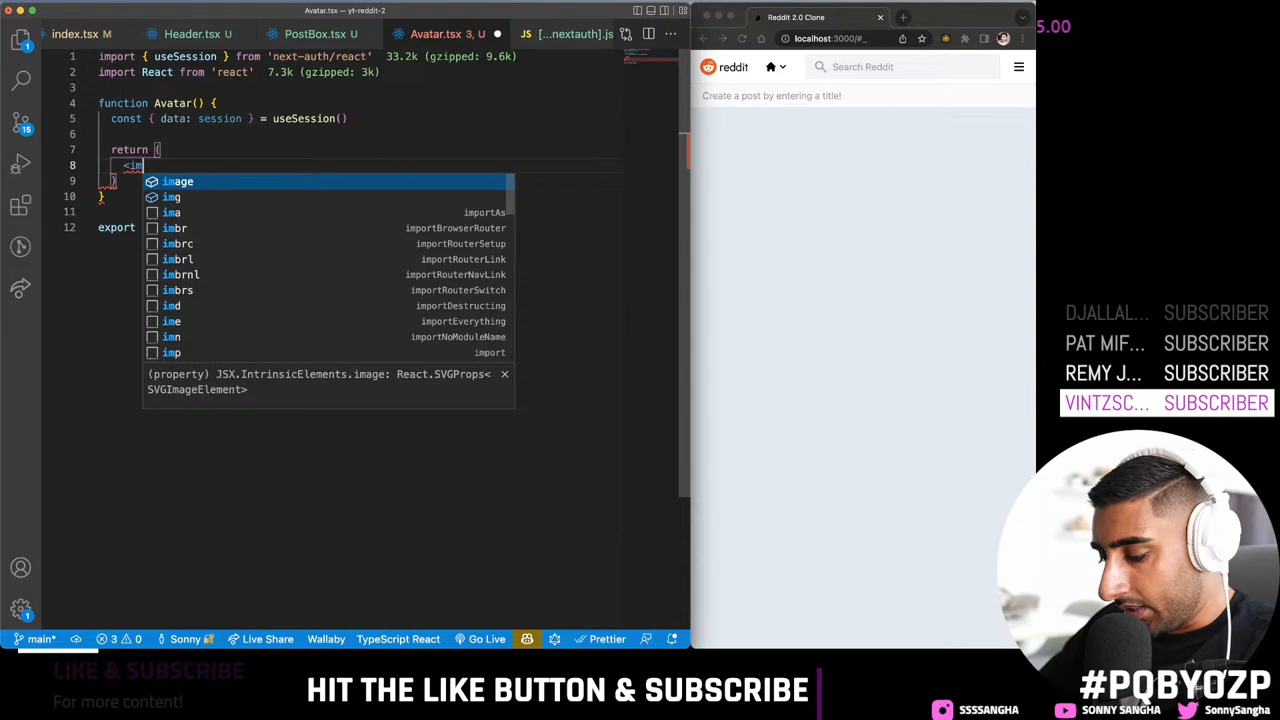 Avatar.tsx — yt-reddit-2
index.tsx M
Header.tsx U
PostBox.tsx U
Avatar.tsx 3, U
JS [...nextauth].js
1 import { useSession } from 'next-auth/react' 33.2k (gzipped: 9.6k)
2 import React from 'react' 7.3k (gzipped: 3k)
3
4 function Avatar() {
5 const { data: session } = useSession()
6
7 return (
8 <im
9 )
10 }
11
12 export
image
img
ima importAs
imbr importBrowserRouter
imbrc importRouterSetup
imbrl importRouterLink
imbrnl importRouterNavLink
imbrs importRouterSwitch
imd importDestructing
ime importEverything
imn importNoModuleName
imp import
(property) JSX.IntrinsicElements.image: React.SVGProps<
SVGImageElement>
1
15
1
main* 3 0 Sonny Live Share Wallaby TypeScript React Go Live Prettier
Reddit 2.0 Clone
localhost:3000/#_
reddit
Search Reddit
Create a post by entering a title!
5.00
DJALLAL... SUBSCRIBER
PAT MIF... SUBSCRIBER
REMY J... SUBSCRIBER
VINTZSC... SUBSCRIBER
LIKE & SUBSCRIBE
For more content!
HIT THE LIKE BUTTON & SUBSCRIBE
#PQBYOZP
SSSSANGHA
SONNY SANGHA
SonnySangha